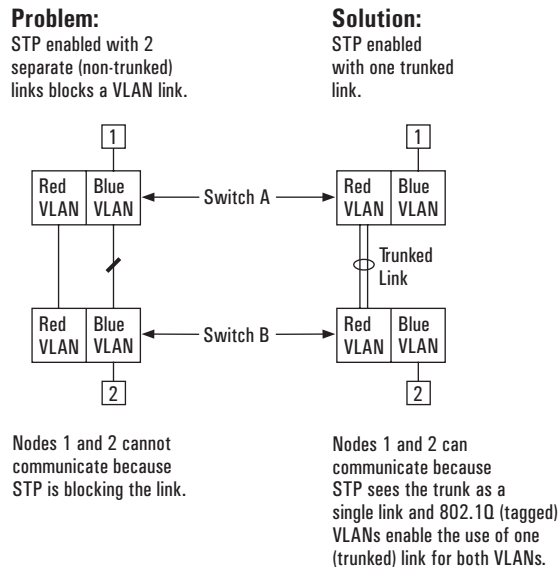 Problem:
STP enabled with 2
separate (non-trunked)
links blocks a VLAN link.
Solution:
STP enabled
with one trunked
link.
1
1
Red VLAN
Blue VLAN
Switch A
Red VLAN
Blue VLAN
Trunked
Link
Red VLAN
Blue VLAN
Switch B
Red VLAN
Blue VLAN
2
2
Nodes 1 and 2 cannot
communicate because
STP is blocking the link.
Nodes 1 and 2 can
communicate because
STP sees the trunk as a
single link and 802.1Q (tagged)
VLANs enable the use of one
(trunked) link for both VLANs.